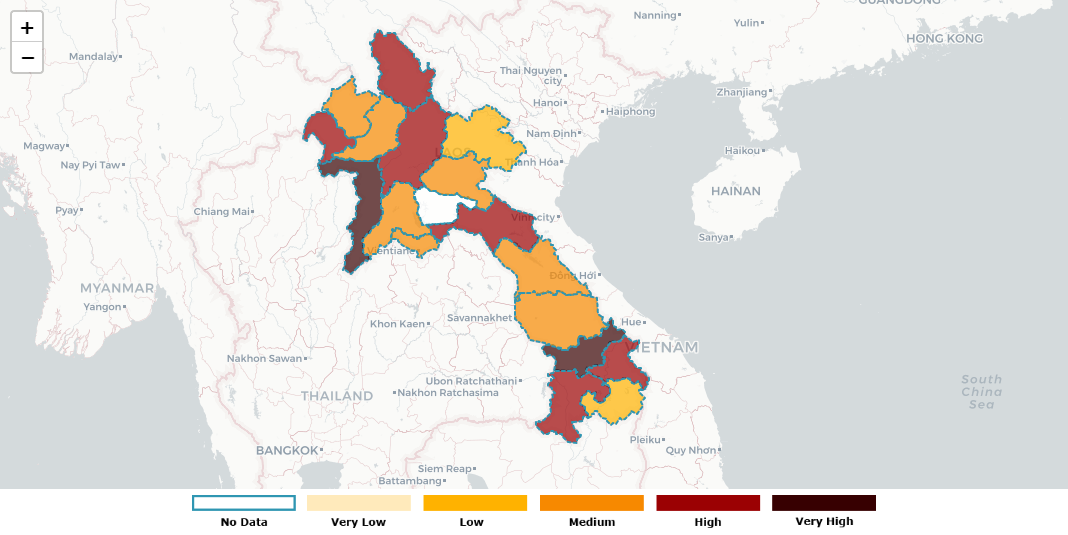 +
−
GUANGDONG
Nanning
Yulin
HONG KONG
Mandalay
Thai Nguyen
city
Zhanjiang
Hanoi
Haiphong
Nam Định
Magway
Haikou
LAOS
Nay Pyi Taw
Thanh Hóa
HAINAN
Pyay
Chiang Mai
Vinh city
Sanya
Vientiane
Đồng Hới
MYANMAR
Yangon
Savannakhet
Khon Kaen
Hue
VIETNAM
Nakhon Sawan
Ubon Ratchathani
Nakhon Ratchasima
THAILAND
South
China
Sea
Pleiku
BANGKOK
Quy Nhơn
Siem Reap
Battambang
No Data
Very Low
Low
Medium
High
Very High